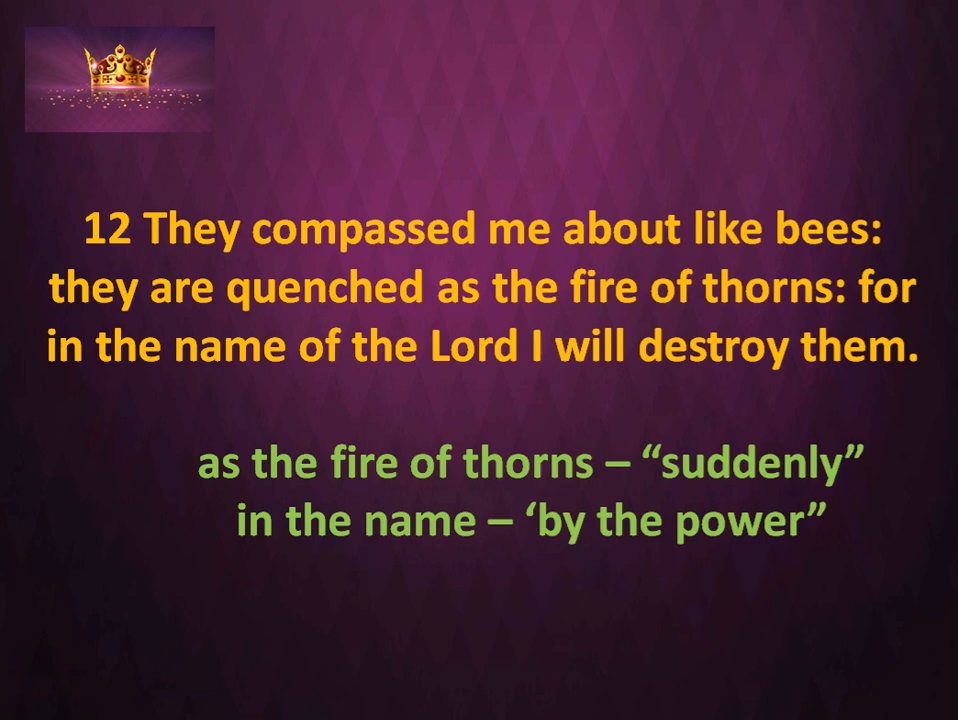 12 They compassed me about like bees:
they are quenched as the fire of thorns: for
in the name of the Lord I will destroy them.
as the fire of thorns – “suddenly”
in the name – ‘by the power”